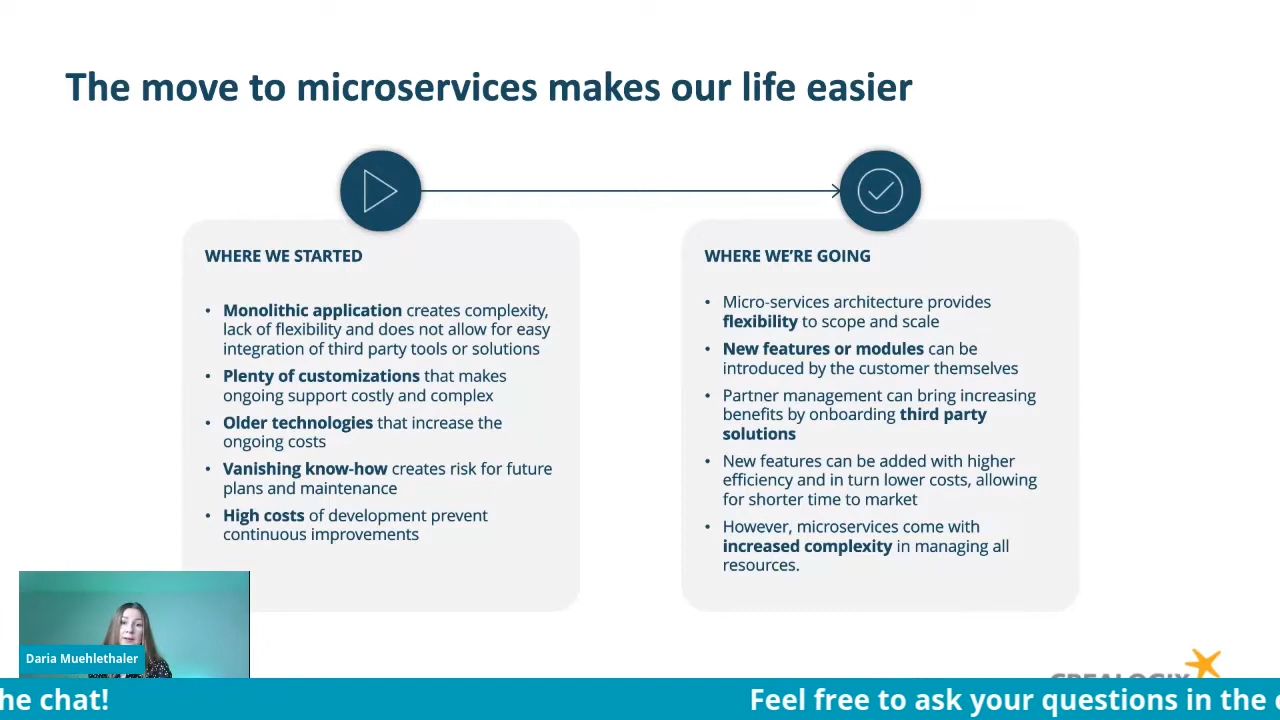 The move to microservices makes our life easier
WHERE WE STARTED
• Monolithic application creates complexity,
lack of flexibility and does not allow for easy
integration of third party tools or solutions
• Plenty of customizations that makes
ongoing support costly and complex
• Older technologies that increase the
ongoing costs
• Vanishing know-how creates risk for future
plans and maintenance
• High costs of development prevent
continuous improvements
WHERE WE'RE GOING
• Micro-services architecture provides
flexibility to scope and scale
• New features or modules can be
introduced by the customer themselves
• Partner management can bring increasing
benefits by onboarding third party
solutions
• New features can be added with higher
efficiency and in turn lower costs, allowing
for shorter time to market
• However, microservices come with
increased complexity in managing all
resources.
Daria Muehlethaler
CREALOGIX
he chat! Feel free to ask your questions in the